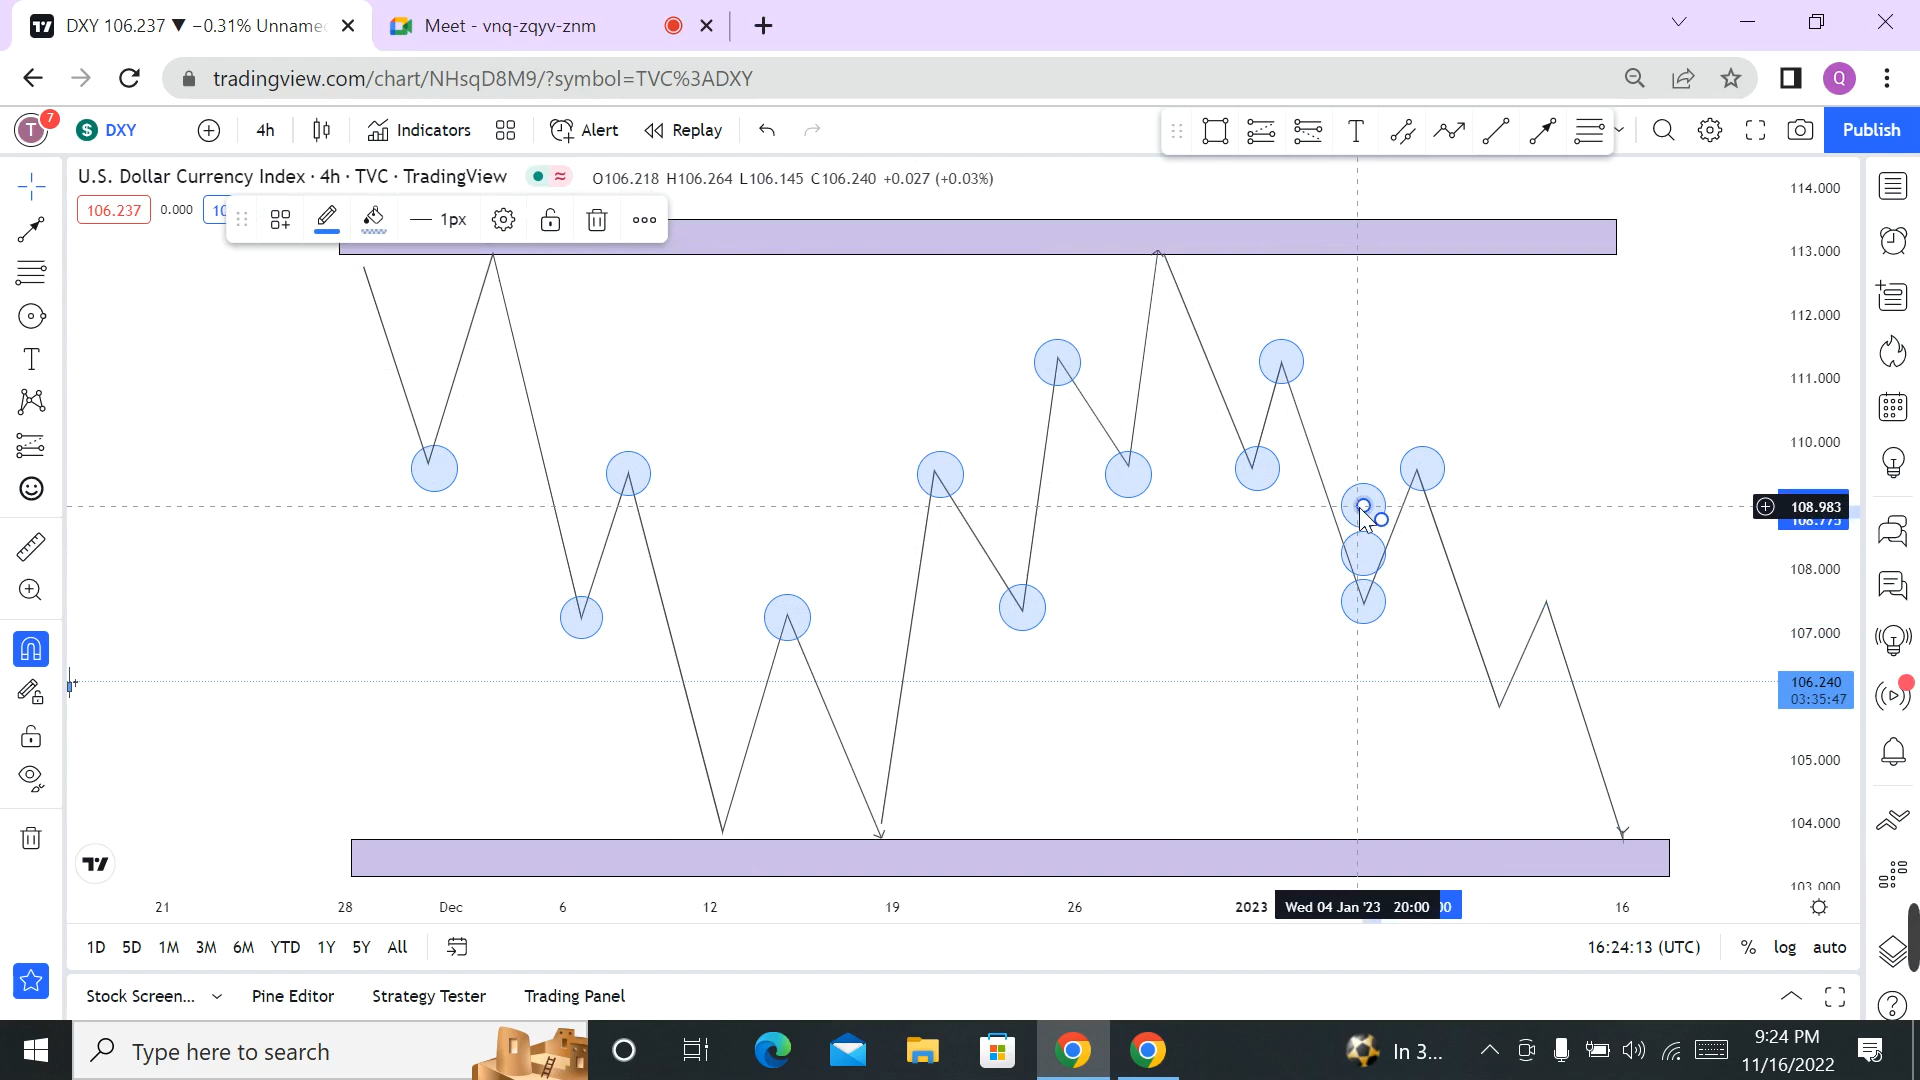 DXY 106.237 ▼ −0.31% Unname
Meet - vnq-zqyv-znm
tradingview.com/chart/NHsqD8M9/?symbol=TVC%3ADXY
Q
T 7
$ DXY
4h
Indicators
Alert
Replay
T
Publish
U.S. Dollar Currency Index · 4h · TVC · TradingView
O106.218 H106.264 L106.145 C106.240 +0.027 (+0.03%)
106.237
0.000
10
1px
114.000
113.000
112.000
111.000
110.000
108.983
108.775
108.000
107.000
106.240
03:35:47
105.000
104.000
103.000
21
28
Dec
6
12
19
26
2023
Wed 04 Jan '23 20:00
00
16
1D
5D
1M
3M
6M
YTD
1Y
5Y
All
16:24:13 (UTC)
%
log
auto
Stock Screen...
Pine Editor
Strategy Tester
Trading Panel
Type here to search
In 3...
9:24 PM
11/16/2022